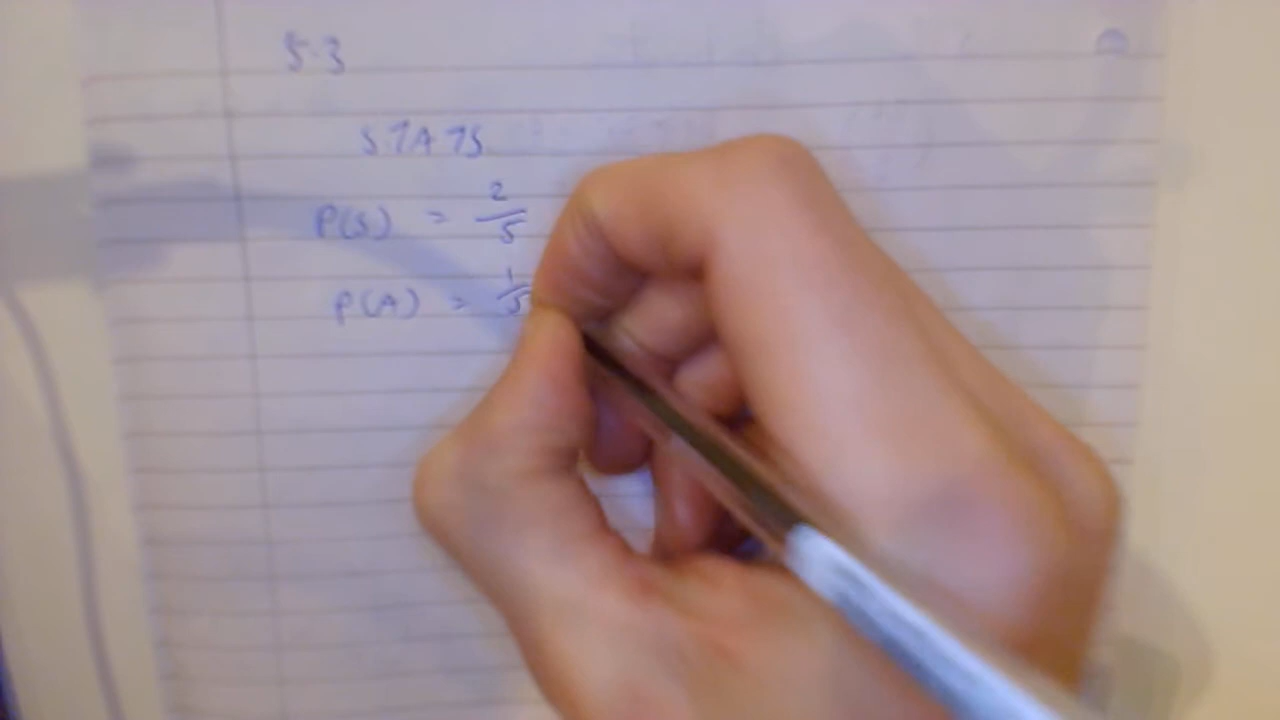 5.3
STATS
P(S) = 2/5
P(A) = 1/5